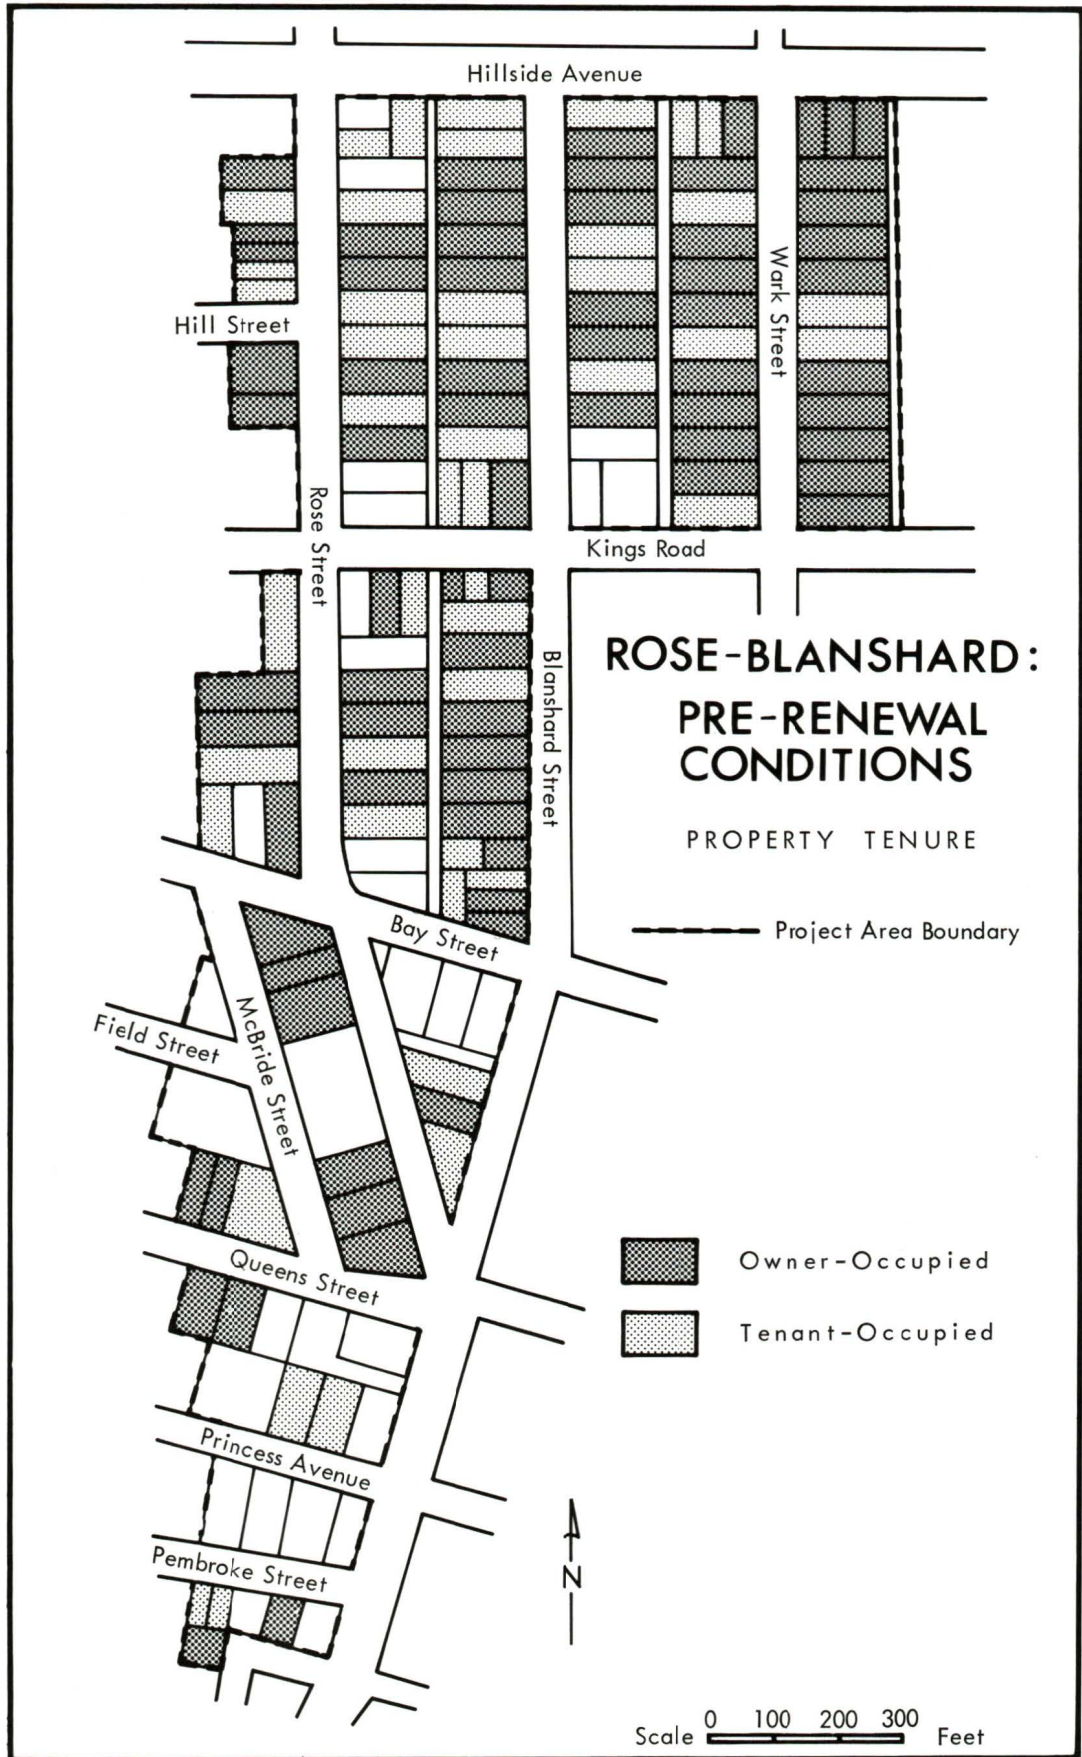 Hillside Avenue
Wark Street
Hill Street
Rose Street
Kings Road
Blanshard Street
ROSE-BLANSHARD:
PRE-RENEWAL
CONDITIONS
PROPERTY TENURE
Project Area Boundary
Bay Street
McBride Street
Field Street
Queens Street
Owner-Occupied
Tenant-Occupied
Princess Avenue
Pembroke Street
N
Scale 0 100 200 300 Feet